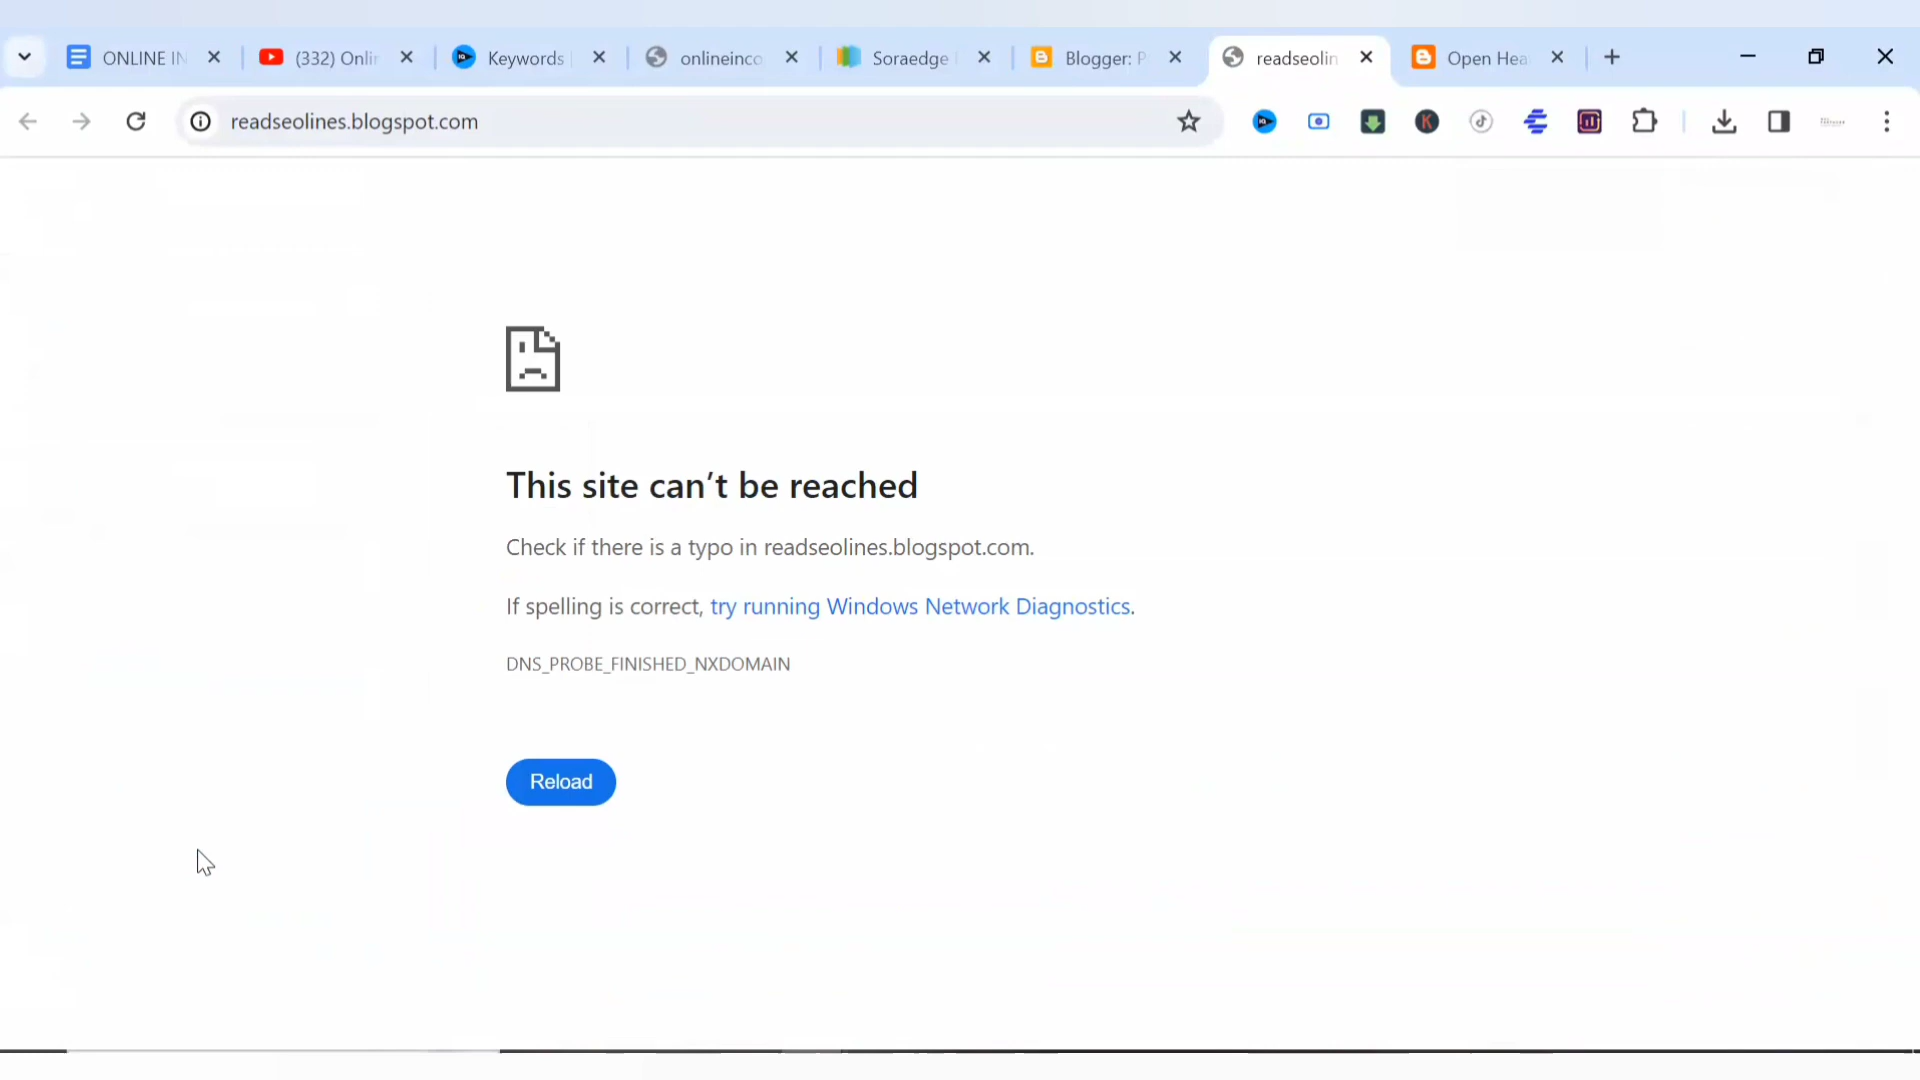 ONLINE IN
(332) Onlin
Keywords
onlineinco
Soraedge
Blogger: P
readseolin
Open Hea
readseolines.blogspot.com
This site can’t be reached
Check if there is a typo in readseolines.blogspot.com.
If spelling is correct, try running Windows Network Diagnostics.
DNS_PROBE_FINISHED_NXDOMAIN
Reload